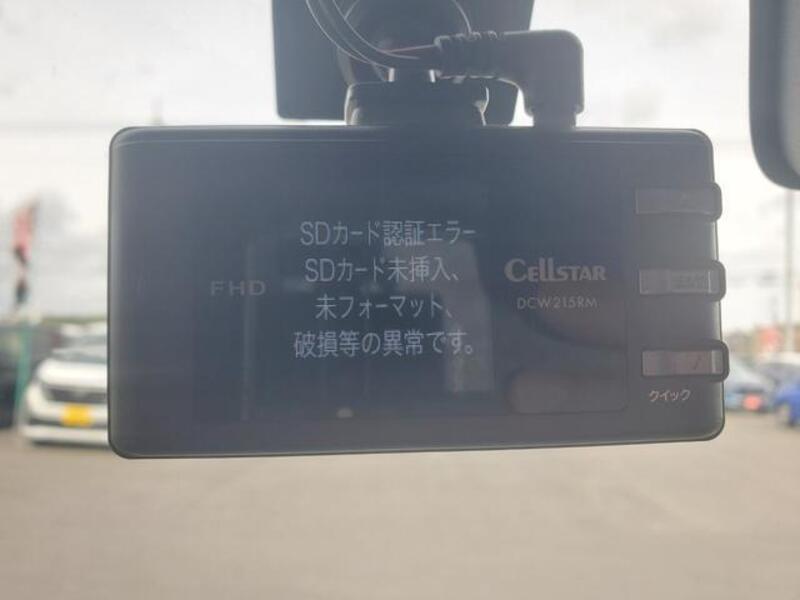 SDカード認証エラー
SDカード未挿入、
未フォーマット、
破損等の異常です。
FHD
CELLSTAR
DCW215RM
クイック